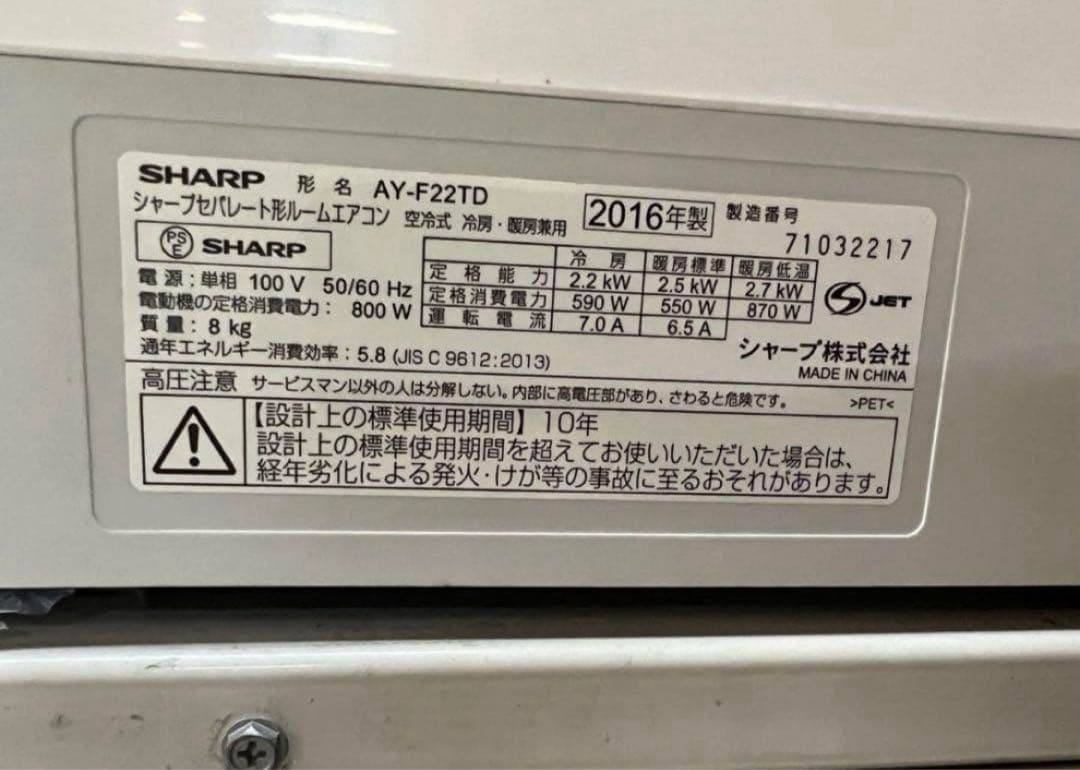 SHARP 形名 AY-F22TD
シャープセパレート形ルームエアコン 空冷式 冷房・暖房兼用 2016年製 製造番号
71032217
PS E SHARP
電源：単相 100 V 50/60 Hz
電動機の定格消費電力： 800 W
質量：8 kg
冷房 暖房標準 暖房低温
定格能力 2.2 kW 2.5 kW 2.7 kW
定格消費電力 590 W 550 W 870 W
運転電流 7.0 A 6.5 A
S JET
通年エネルギー消費効率：5.8 (JIS C 9612:2013)
シャープ株式会社
MADE IN CHINA
高圧注意 サービスマン以外の人は分解しない。内部に高電圧部があり、さわると危険です。 >PET<
【設計上の標準使用期間】10年
設計上の標準使用期間を超えてお使いいただいた場合は、
経年劣化による発火・けが等の事故に至るおそれがあります。